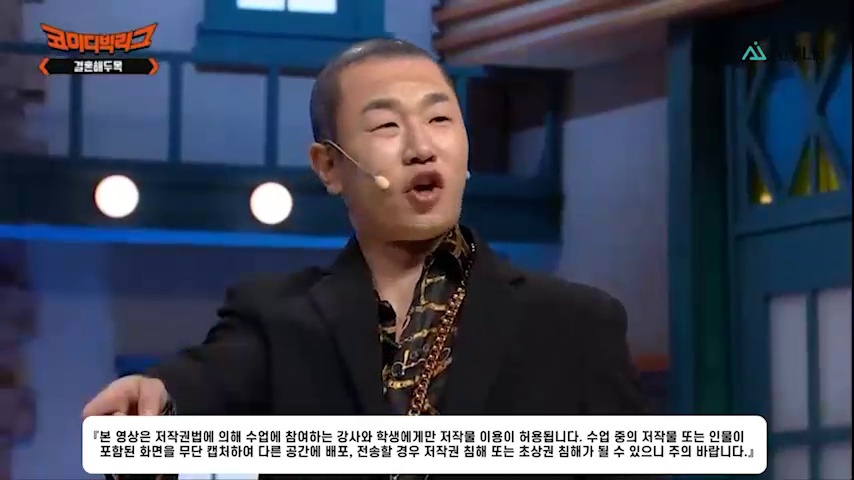 코미디빅리그
결혼해두목
『본 영상은 저작권법에 의해 수업에 참여하는 강사와 학생에게만 저작물 이용이 허용됩니다. 수업 중의 저작물 또는 인물이
포함된 화면을 무단 캡처하여 다른 공간에 배포, 전송할 경우 저작권 침해 또는 초상권 침해가 될 수 있으니 주의 바랍니다.』